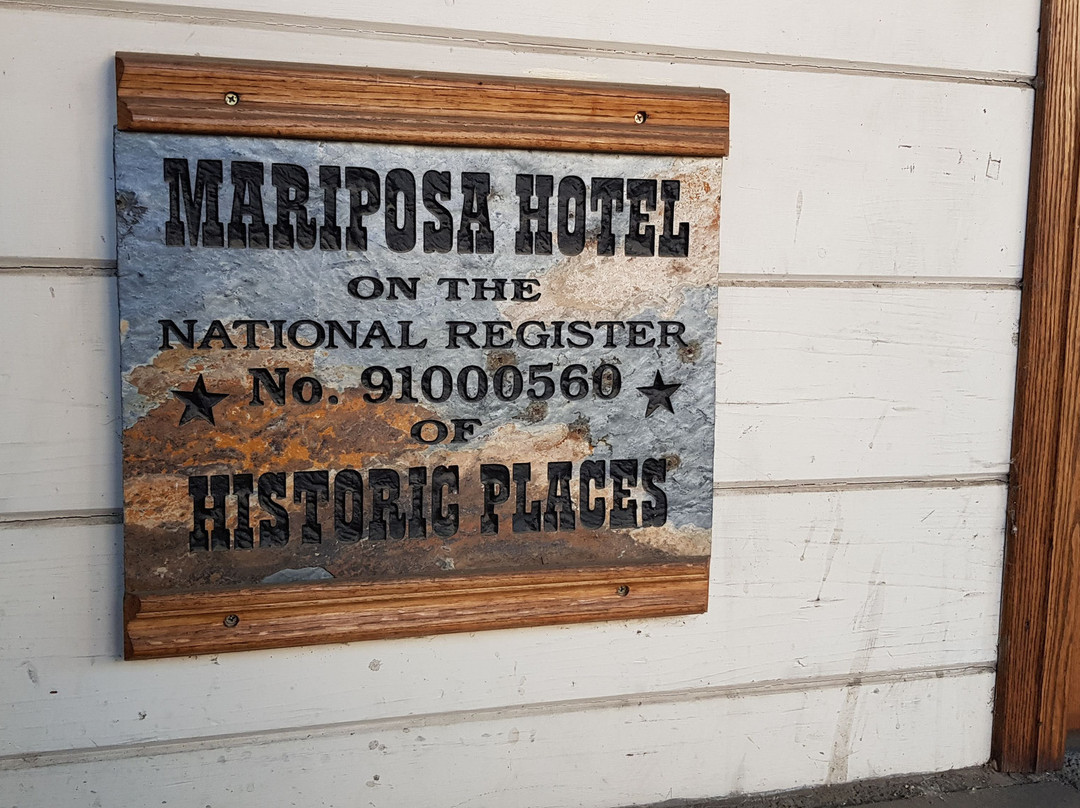 MARIPOSA HOTEL
ON THE
NATIONAL REGISTER
No. 91000560
OF
HISTORIC PLACES